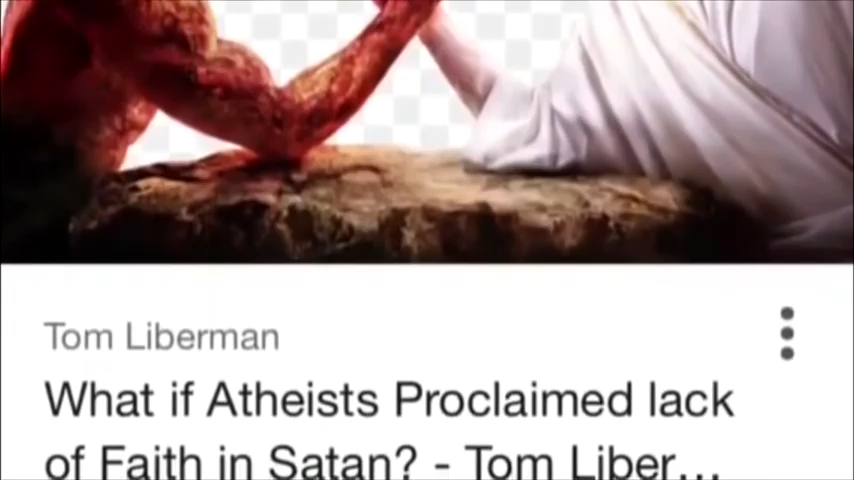 Tom Liberman
What if Atheists Proclaimed lack
of Faith in Satan? - Tom Liber...